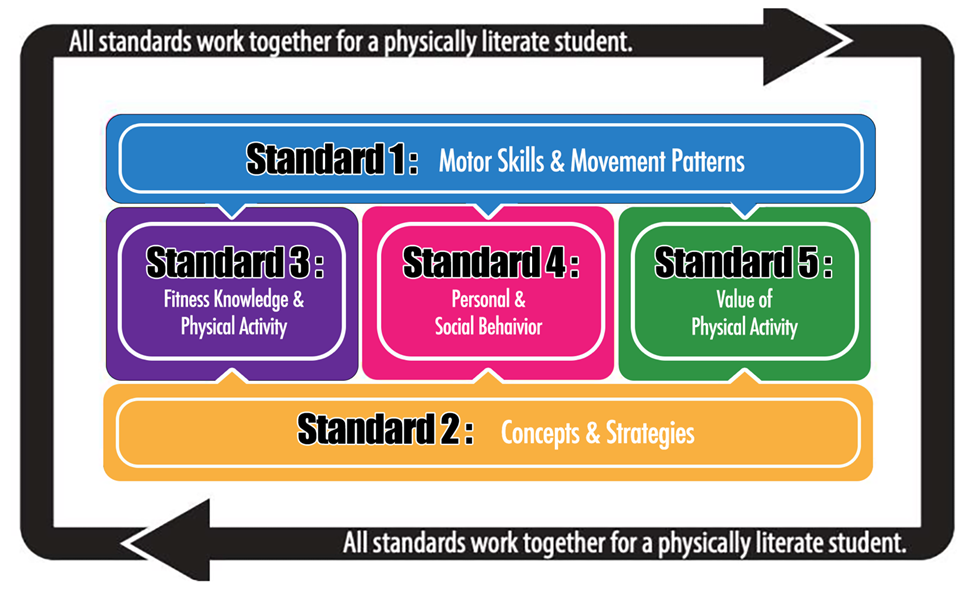 All standards work together for a physically literate student.
Standard 1: Motor Skills & Movement Patterns
Standard 3:
Fitness Knowledge &
Physical Activity
Standard 4:
Personal &
Social Behaivior
Standard 5:
Value of
Physical Activity
Standard 2: Concepts & Strategies
All standards work together for a physically literate student.